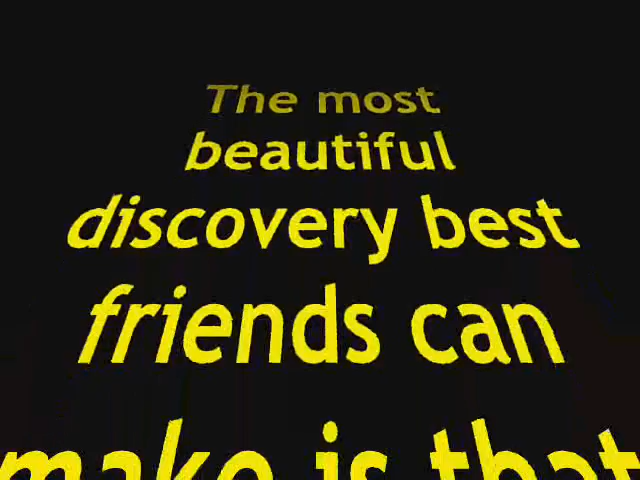 The most
beautiful
discovery best
friends can
make is that